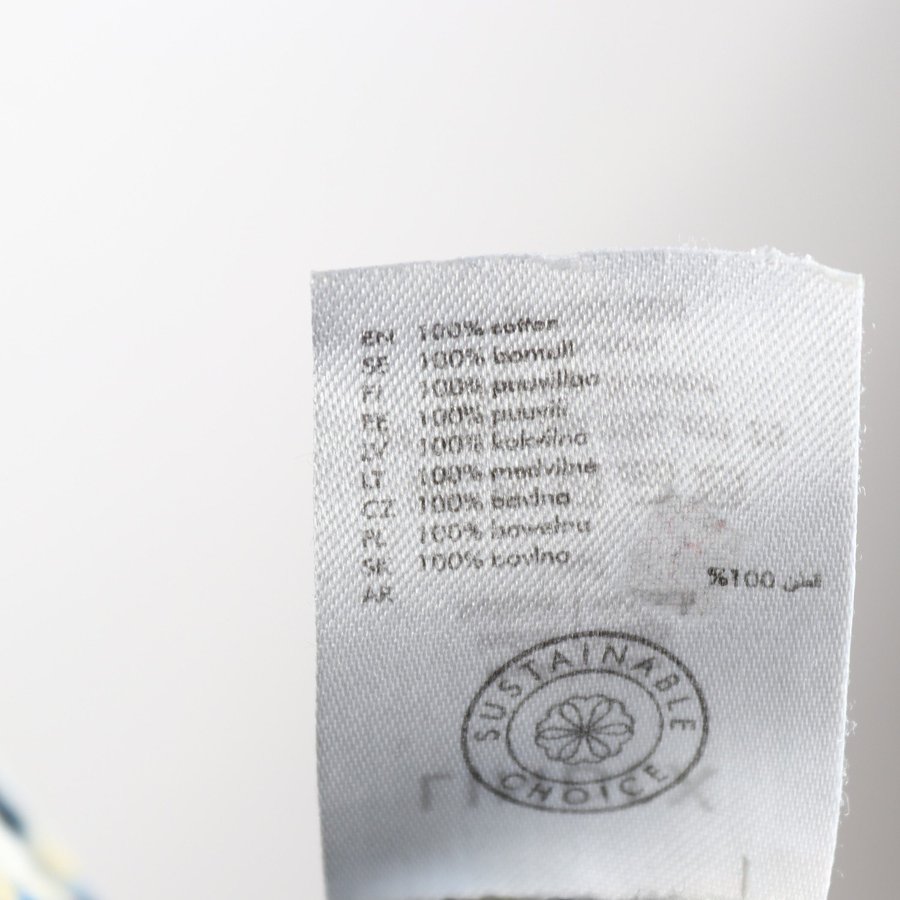 EN 100% cotton
SE 100% bomull
FI 100% puuvillaa
EE 100% puuvill
LV 100% kokvilna
LT 100% medvilnė
CZ 100% bavlna
PL 100% bawełna
SK 100% bavlna
AR %100 قطن
SUSTAINABLE
CHOICE